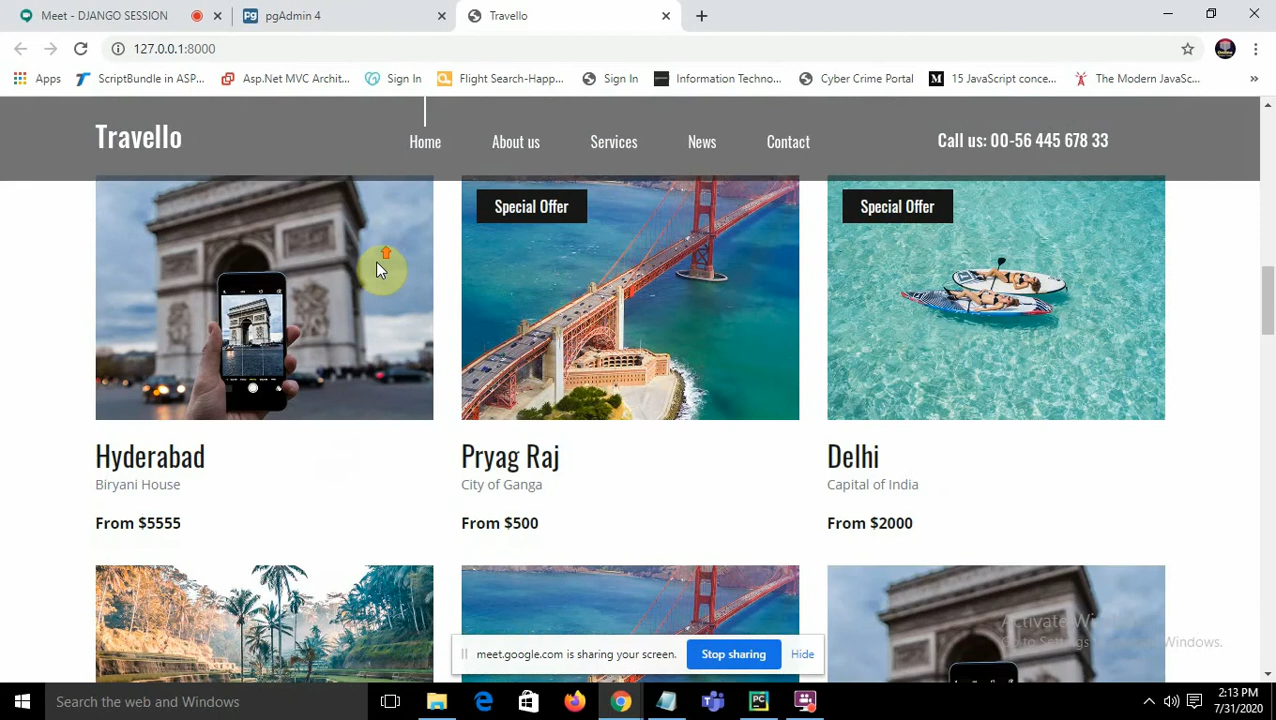 Meet - DJANGO SESSION
pgAdmin 4
Travello
127.0.0.1:8000
Apps
ScriptBundle in ASP...
Asp.Net MVC Archit...
Sign In
Flight Search-Happ...
Sign In
Information Techno...
Cyber Crime Portal
15 JavaScript conce...
The Modern JavaSc...
Travello
Home
About us
Services
News
Contact
Call us: 00-56 445 678 33
Special Offer
Special Offer
Hyderabad
Biryani House
From $5555
Pryag Raj
City of Ganga
From $500
Delhi
Capital of India
From $2000
meet.google.com is sharing your screen.
Stop sharing
Hide
Search the web and Windows
2:13 PM
7/31/2020